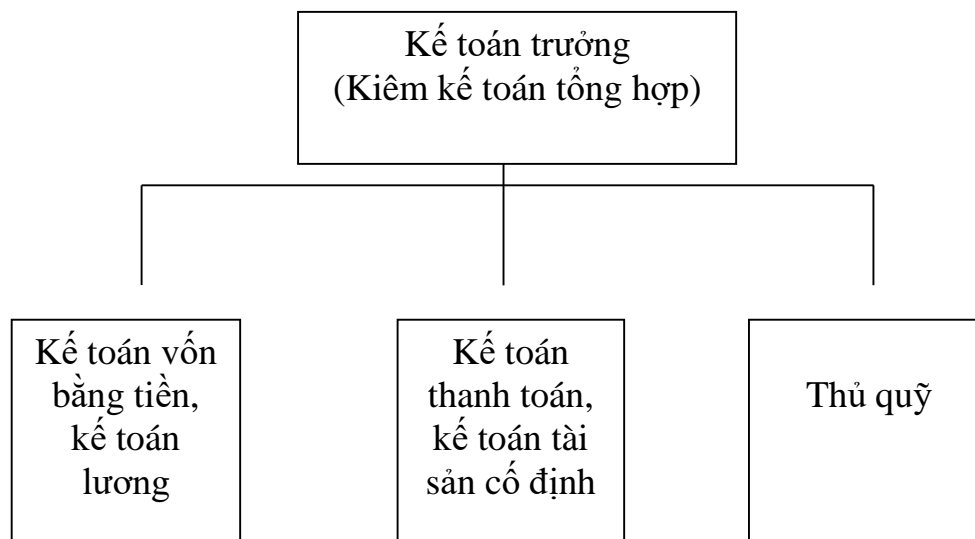 Kế toán trưởng
(Kiêm kế toán tổng hợp)
Kế toán vốn
bằng tiền,
kế toán
lương
Kế toán
thanh toán,
kế toán tài
sản cố định
Thủ quỹ